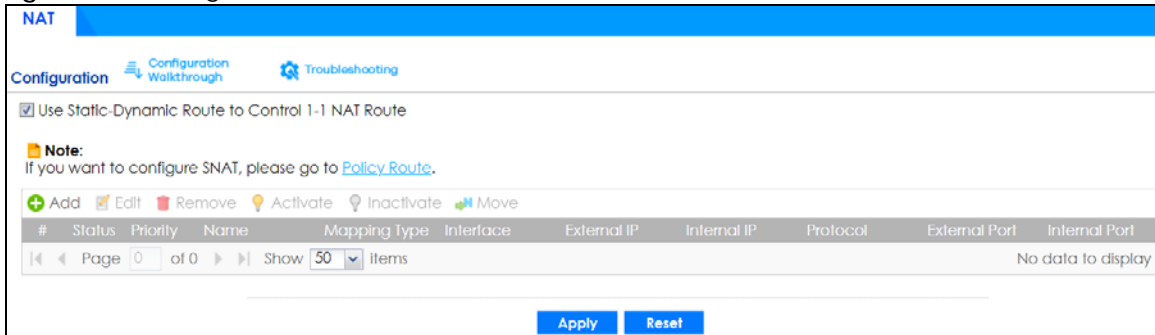 NAT
Configuration
Configuration Walkthrough
Troubleshooting
Use Static-Dynamic Route to Control 1-1 NAT Route
Note:
If you want to configure SNAT, please go to Policy Route.
Add Edit Remove Activate Inactivate Move
# Status Priority Name Mapping Type Interface External IP Internal IP Protocol External Port Internal Port
Page 0 of 0 Show 50 items No data to display
Apply Reset